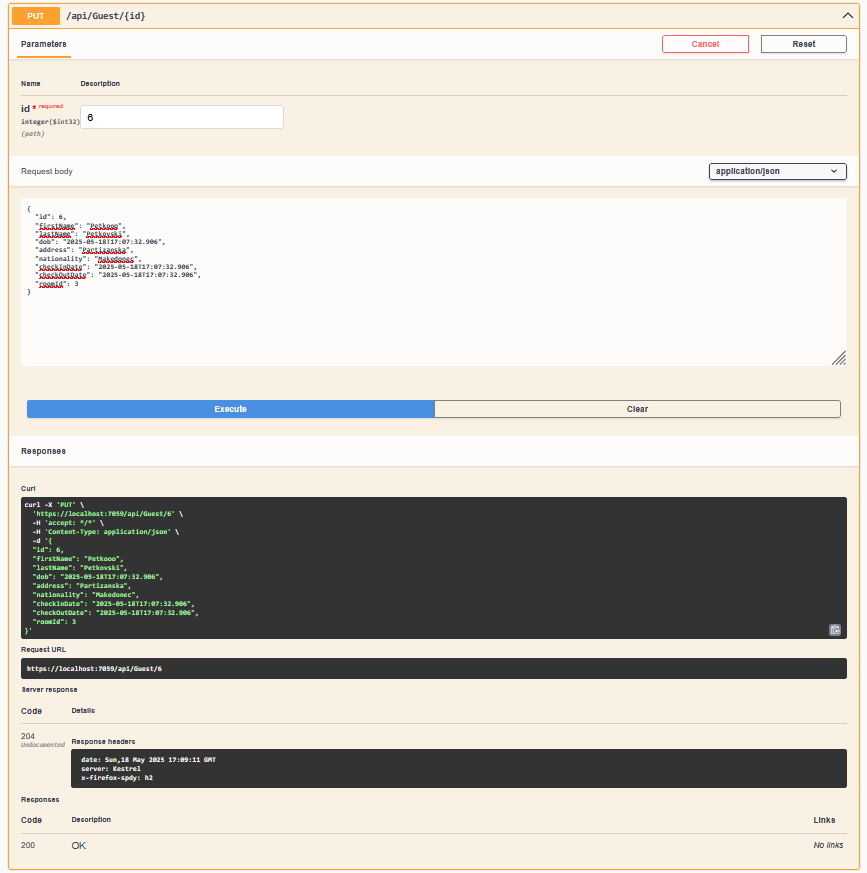 PUT /api/Guest/{id}
Parameters Cancel Reset
Name Description
id * required 6
integer($int32)
(path)
Request body application/json
{
"id": 6,
"firstName": "Petkooo",
"lastName": "Petkovski",
"dob": "2025-05-18T17:07:32.906",
"address": "Partizanska",
"nationality": "Makedonec",
"checkInDate": "2025-05-18T17:07:32.906",
"checkOutDate": "2025-05-18T17:07:32.906",
"roomId": 3
}
Execute Clear
Responses
Curl
curl -X 'PUT' \
'https://localhost:7059/api/Guest/6' \
-H 'accept: */*' \
-H 'Content-Type: application/json' \
-d '{
"id": 6,
"firstName": "Petkooo",
"lastName": "Petkovski",
"dob": "2025-05-18T17:07:32.906",
"address": "Partizanska",
"nationality": "Makedonec",
"checkInDate": "2025-05-18T17:07:32.906",
"checkOutDate": "2025-05-18T17:07:32.906",
"roomId": 3
}'
Request URL
https://localhost:7059/api/Guest/6
Server response
Code Details
204
Undocumented
Response headers
date: Sun,18 May 2025 17:09:11 GMT
server: Kestrel
x-firefox-spdy: h2
Responses
Code Description Links
200 OK No links